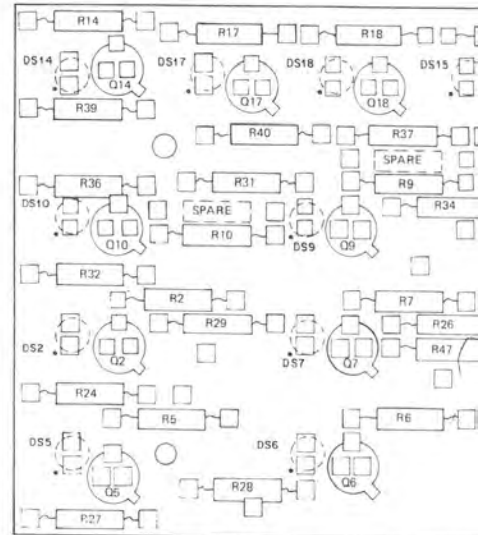 R14
R17
R18
DS14
DS17
DS18
DS15
Q14
Q17
Q18
R39
R40
R37
SPARE
R36
R31
R9
DS10
SPARE
R34
Q10
R10
DS9
Q9
R32
R2
R7
R29
R26
DS2
Q2
DS7
Q7
R47
R24
R5
R6
DS5
DS6
Q5
R28
Q6
R27